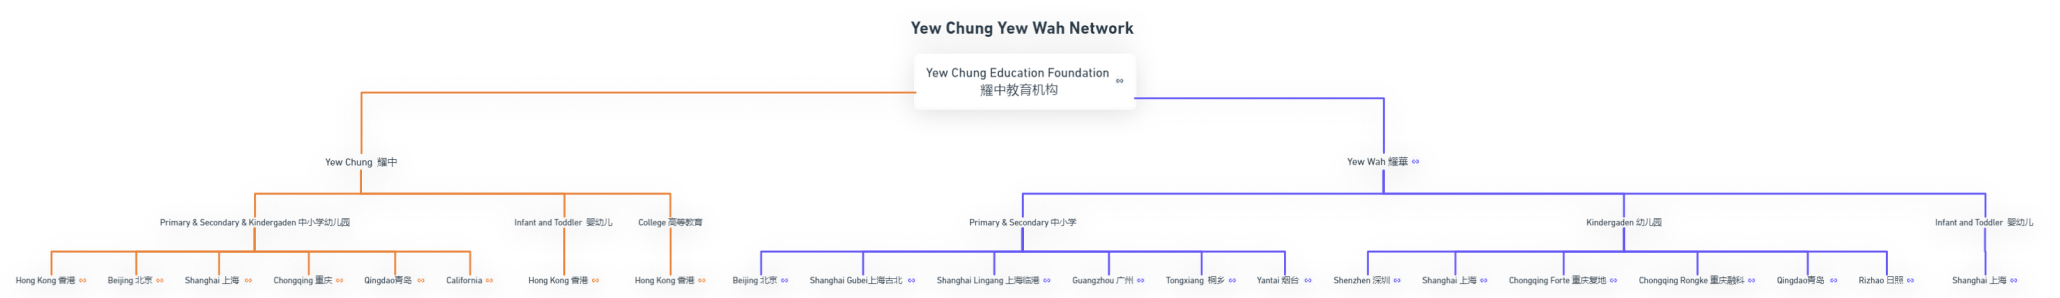 Yew Chung Yew Wah Network
Yew Chung Education Foundation
耀中教育机构
Yew Chung 耀中
Yew Wah 耀華
Primary & Secondary & Kindergaden 中小学幼儿园
Infant and Toddler 婴幼儿
College 高等教育
Primary & Secondary 中小学
Kindergaden 幼儿园
Infant and Toddler 婴幼儿
Hong Kong 香港
Beijing 北京
Shanghai 上海
Chongqing 重庆
Qingdao青岛
California
Hong Kong 香港
Hong Kong 香港
Beijing 北京
Shanghai Gubei上海古北
Shanghai Lingang 上海临港
Guangzhou 广州
Tongxiang 桐乡
Yantai 烟台
Shenzhen 深圳
Shanghai 上海
Chongqing Forte 重庆复地
Chongqing Rongke 重庆融科
Qingdao青岛
Rizhao 日照
Shanghai 上海